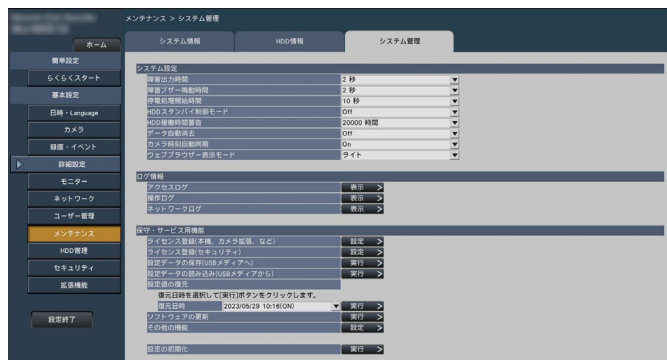 メンテナンス > システム管理
ホーム
システム情報
HDD情報
システム管理
簡単設定
らくらくスタート
基本設定
日時・Language
カメラ
録画・イベント
詳細設定
モニター
ネットワーク
ユーザー管理
メンテナンス
HDD管理
セキュリティ
拡張機能
設定終了
システム設定
障害出力時間 2 秒
障害ブザー鳴動時間 2 秒
停電処理開始時間 10 秒
HDDスタンバイ制御モード Off
HDD稼働時間警告 20000 時間
データ自動消去 Off
カメラ時刻自動同期 On
ウェブブラウザー表示モード ライト
ログ情報
アクセスログ 表示 >
操作ログ 表示 >
ネットワークログ 表示 >
保守・サービス用機能
ライセンス登録(本機、カメラ拡張、など) 設定 >
ライセンス登録(セキュリティ) 設定 >
設定データの保存(USBメディアへ) 実行 >
設定データの読み込み(USBメディアから) 実行 >
設定値の復元
復元日時を選択して[実行]ボタンをクリックします。
復元日時 2023/05/29 10:16(ON) 実行 >
ソフトウェアの更新 実行 >
その他の機能 設定 >
設定の初期化 実行 >